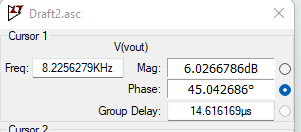 Draft2.asc
Cursor 1
V(vout)
Freq: 8.2256279KHz Mag: 6.0266786dB
Phase: 45.042686°
Group Delay: 14.616169µs
Cursor 2